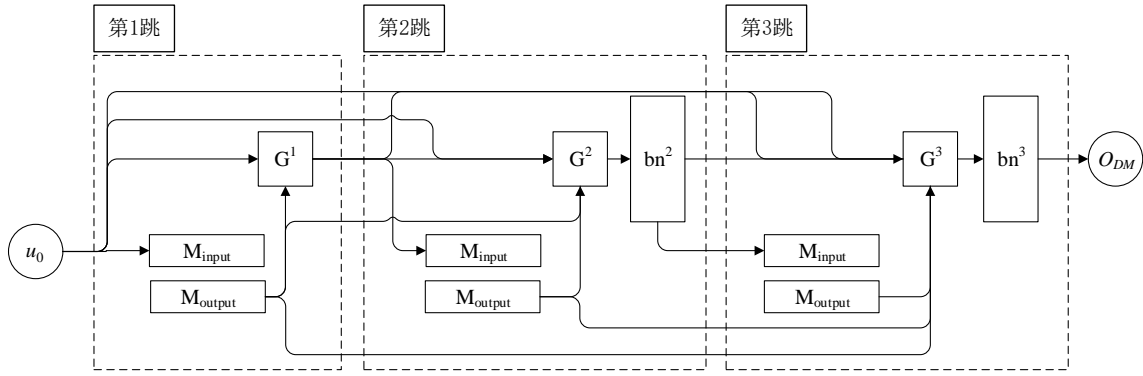 第1跳
第2跳
第3跳
G¹
G²
bn²
G³
bn³
O_DM
u₀
M_input
M_input
M_input
M_output
M_output
M_output